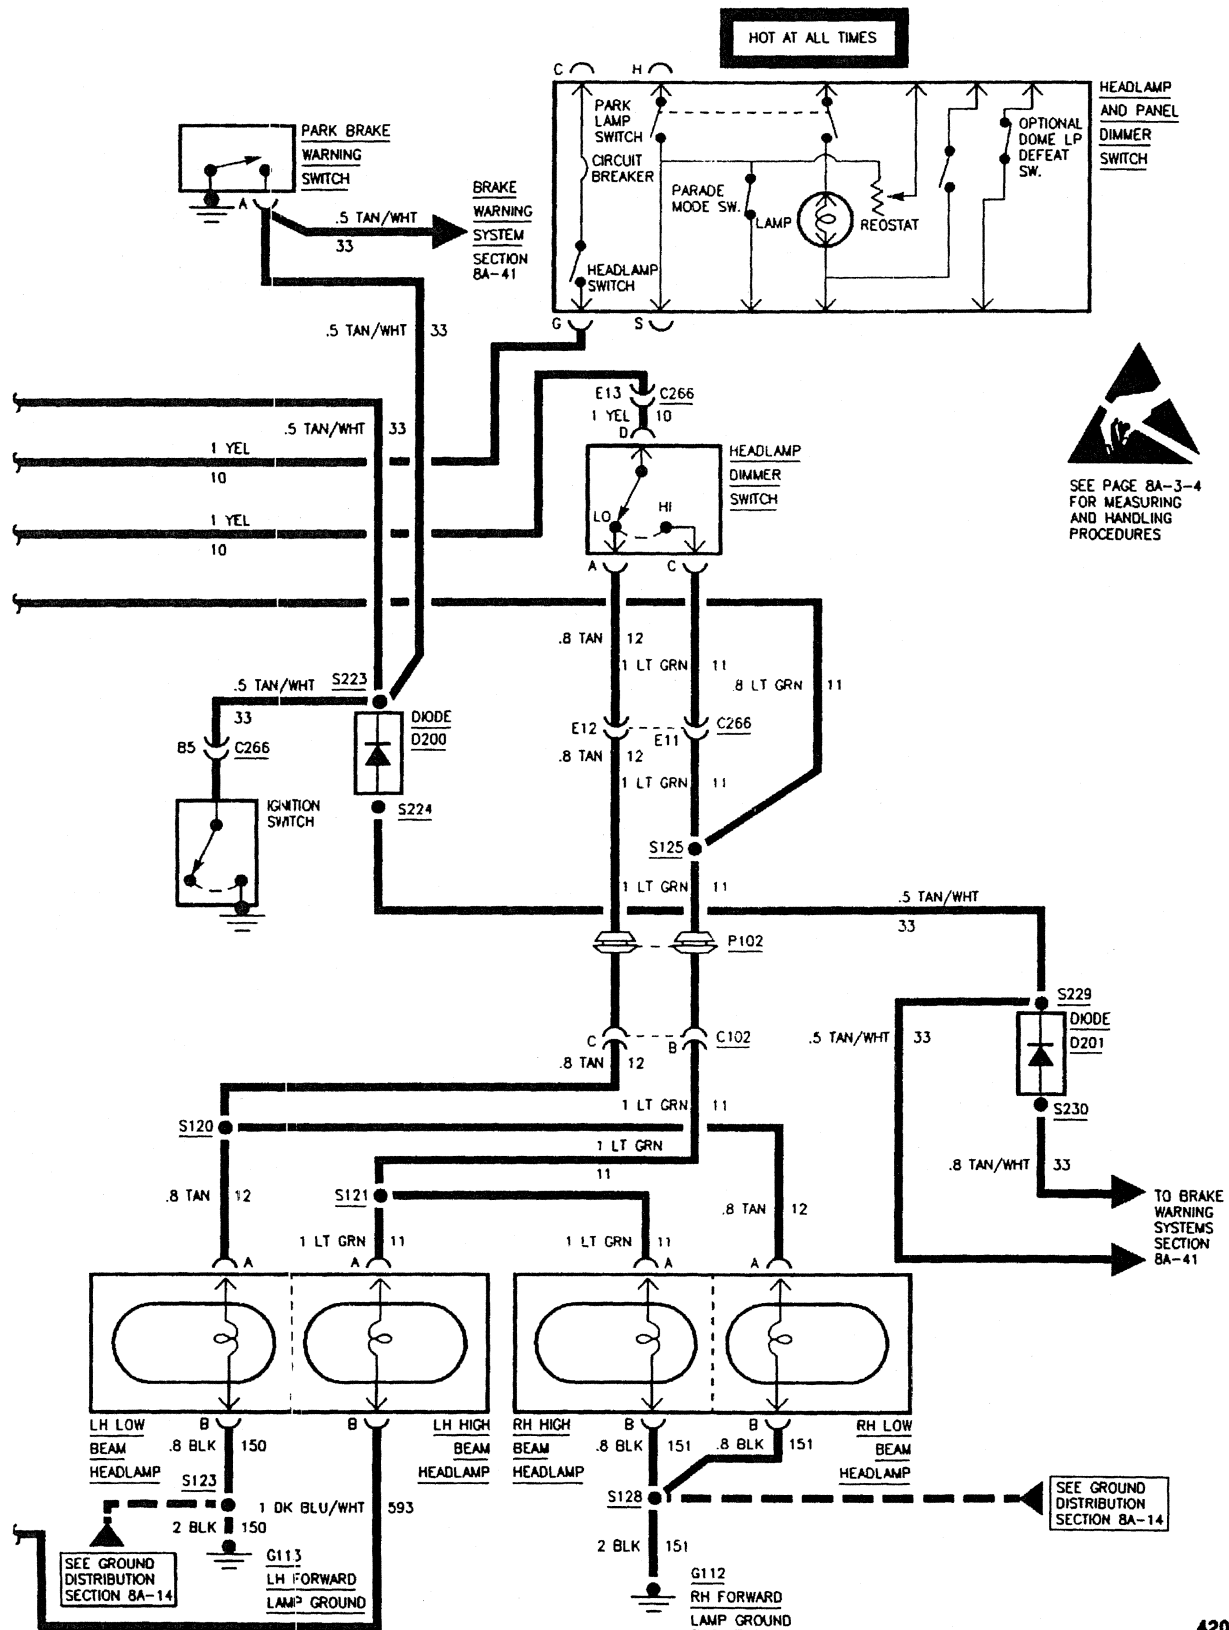 HOT AT ALL TIMES
C
H
HEADLAMP
AND PANEL
DIMMER
SWITCH
PARK
LAMP
SWITCH
OPTIONAL
DOME LP
DEFEAT
SW.
CIRCUIT
BREAKER
PARADE
MODE SW.
LAMP
REOSTAT
HEADLAMP
SWITCH
G
S
PARK BRAKE
WARNING
SWITCH
A
.5 TAN/WHT
33
BRAKE
WARNING
SYSTEM
SECTION
8A-41
.5 TAN/WHT
33
E13
C266
1 YEL
10
D
.5 TAN/WHT
33
1 YEL
10
1 YEL
10
HEADLAMP
DIMMER
SWITCH
LO
HI
A
C
SEE PAGE 8A-3-4
FOR MEASURING
AND HANDLING
PROCEDURES
.8 TAN
12
1 LT GRN
11
.8 LT GRN
11
S223
.5 TAN/WHT
33
DIODE
D200
B5
C266
E12
E11
C266
.8 TAN
12
1 LT GRN
11
IGNITION
SWITCH
S224
S125
1 LT GRN
11
.5 TAN/WHT
33
P102
S229
DIODE
D201
.5 TAN/WHT
33
C
B
C102
.8 TAN
12
1 LT GRN
11
S230
S120
1 LT GRN
11
.8 TAN/WHT
33
.8 TAN
12
S121
.8 TAN
12
TO BRAKE
WARNING
SYSTEMS
SECTION
8A-41
1 LT GRN
11
1 LT GRN
11
A
A
A
A
LH LOW
BEAM
HEADLAMP
B
B
LH HIGH
BEAM
HEADLAMP
RH HIGH
BEAM
HEADLAMP
B
B
RH LOW
BEAM
HEADLAMP
.8 BLK
150
.8 BLK
151
.8 BLK
151
S123
1 DK BLU/WHT
593
S128
SEE GROUND
DISTRIBUTION
SECTION 8A-14
2 BLK
150
2 BLK
151
SEE GROUND
DISTRIBUTION
SECTION 8A-14
G113
LH FORWARD
LAMP GROUND
G112
RH FORWARD
LAMP GROUND
420